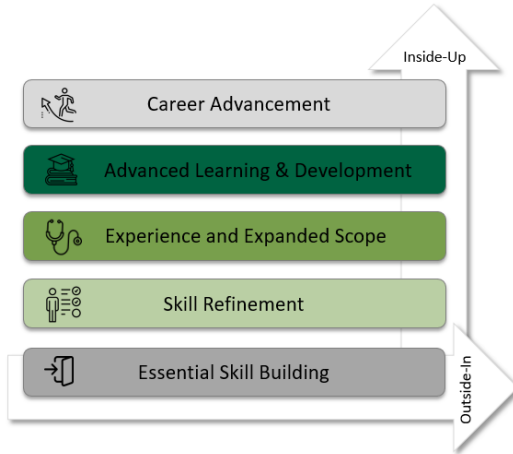 Inside-Up
Career Advancement
Advanced Learning & Development
Experience and Expanded Scope
Skill Refinement
Essential Skill Building
Outside-In